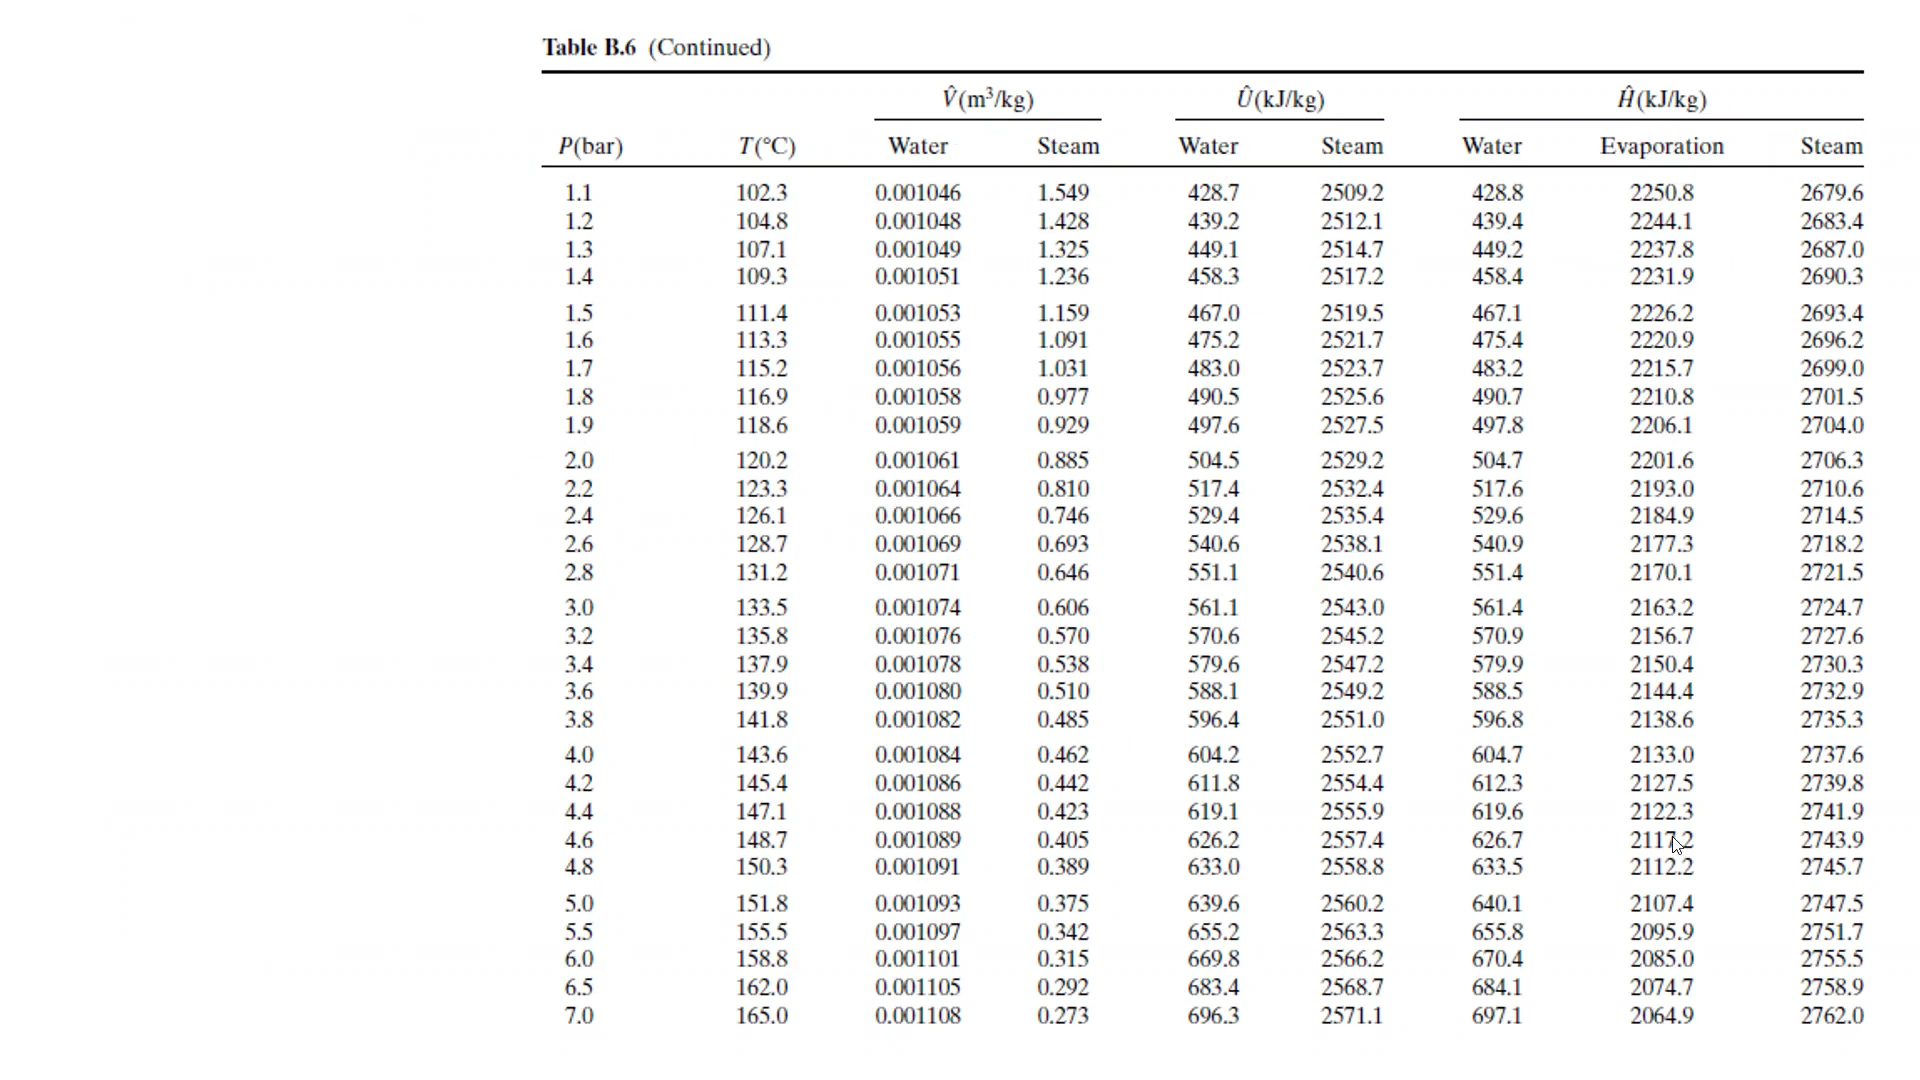 Table B.6 (Continued)
V̂(m³/kg) Û(kJ/kg) Ĥ(kJ/kg)
P(bar) T(°C) Water Steam Water Steam Water Evaporation Steam
1.1 102.3 0.001046 1.549 428.7 2509.2 428.8 2250.8 2679.6
1.2 104.8 0.001048 1.428 439.2 2512.1 439.4 2244.1 2683.4
1.3 107.1 0.001049 1.325 449.1 2514.7 449.2 2237.8 2687.0
1.4 109.3 0.001051 1.236 458.3 2517.2 458.4 2231.9 2690.3
1.5 111.4 0.001053 1.159 467.0 2519.5 467.1 2226.2 2693.4
1.6 113.3 0.001055 1.091 475.2 2521.7 475.4 2220.9 2696.2
1.7 115.2 0.001056 1.031 483.0 2523.7 483.2 2215.7 2699.0
1.8 116.9 0.001058 0.977 490.5 2525.6 490.7 2210.8 2701.5
1.9 118.6 0.001059 0.929 497.6 2527.5 497.8 2206.1 2704.0
2.0 120.2 0.001061 0.885 504.5 2529.2 504.7 2201.6 2706.3
2.2 123.3 0.001064 0.810 517.4 2532.4 517.6 2193.0 2710.6
2.4 126.1 0.001066 0.746 529.4 2535.4 529.6 2184.9 2714.5
2.6 128.7 0.001069 0.693 540.6 2538.1 540.9 2177.3 2718.2
2.8 131.2 0.001071 0.646 551.1 2540.6 551.4 2170.1 2721.5
3.0 133.5 0.001074 0.606 561.1 2543.0 561.4 2163.2 2724.7
3.2 135.8 0.001076 0.570 570.6 2545.2 570.9 2156.7 2727.6
3.4 137.9 0.001078 0.538 579.6 2547.2 579.9 2150.4 2730.3
3.6 139.9 0.001080 0.510 588.1 2549.2 588.5 2144.4 2732.9
3.8 141.8 0.001082 0.485 596.4 2551.0 596.8 2138.6 2735.3
4.0 143.6 0.001084 0.462 604.2 2552.7 604.7 2133.0 2737.6
4.2 145.4 0.001086 0.442 611.8 2554.4 612.3 2127.5 2739.8
4.4 147.1 0.001088 0.423 619.1 2555.9 619.6 2122.3 2741.9
4.6 148.7 0.001089 0.405 626.2 2557.4 626.7 2117.2 2743.9
4.8 150.3 0.001091 0.389 633.0 2558.8 633.5 2112.2 2745.7
5.0 151.8 0.001093 0.375 639.6 2560.2 640.1 2107.4 2747.5
5.5 155.5 0.001097 0.342 655.2 2563.3 655.8 2095.9 2751.7
6.0 158.8 0.001101 0.315 669.8 2566.2 670.4 2085.0 2755.5
6.5 162.0 0.001105 0.292 683.4 2568.7 684.1 2074.7 2758.9
7.0 165.0 0.001108 0.273 696.3 2571.1 697.1 2064.9 2762.0